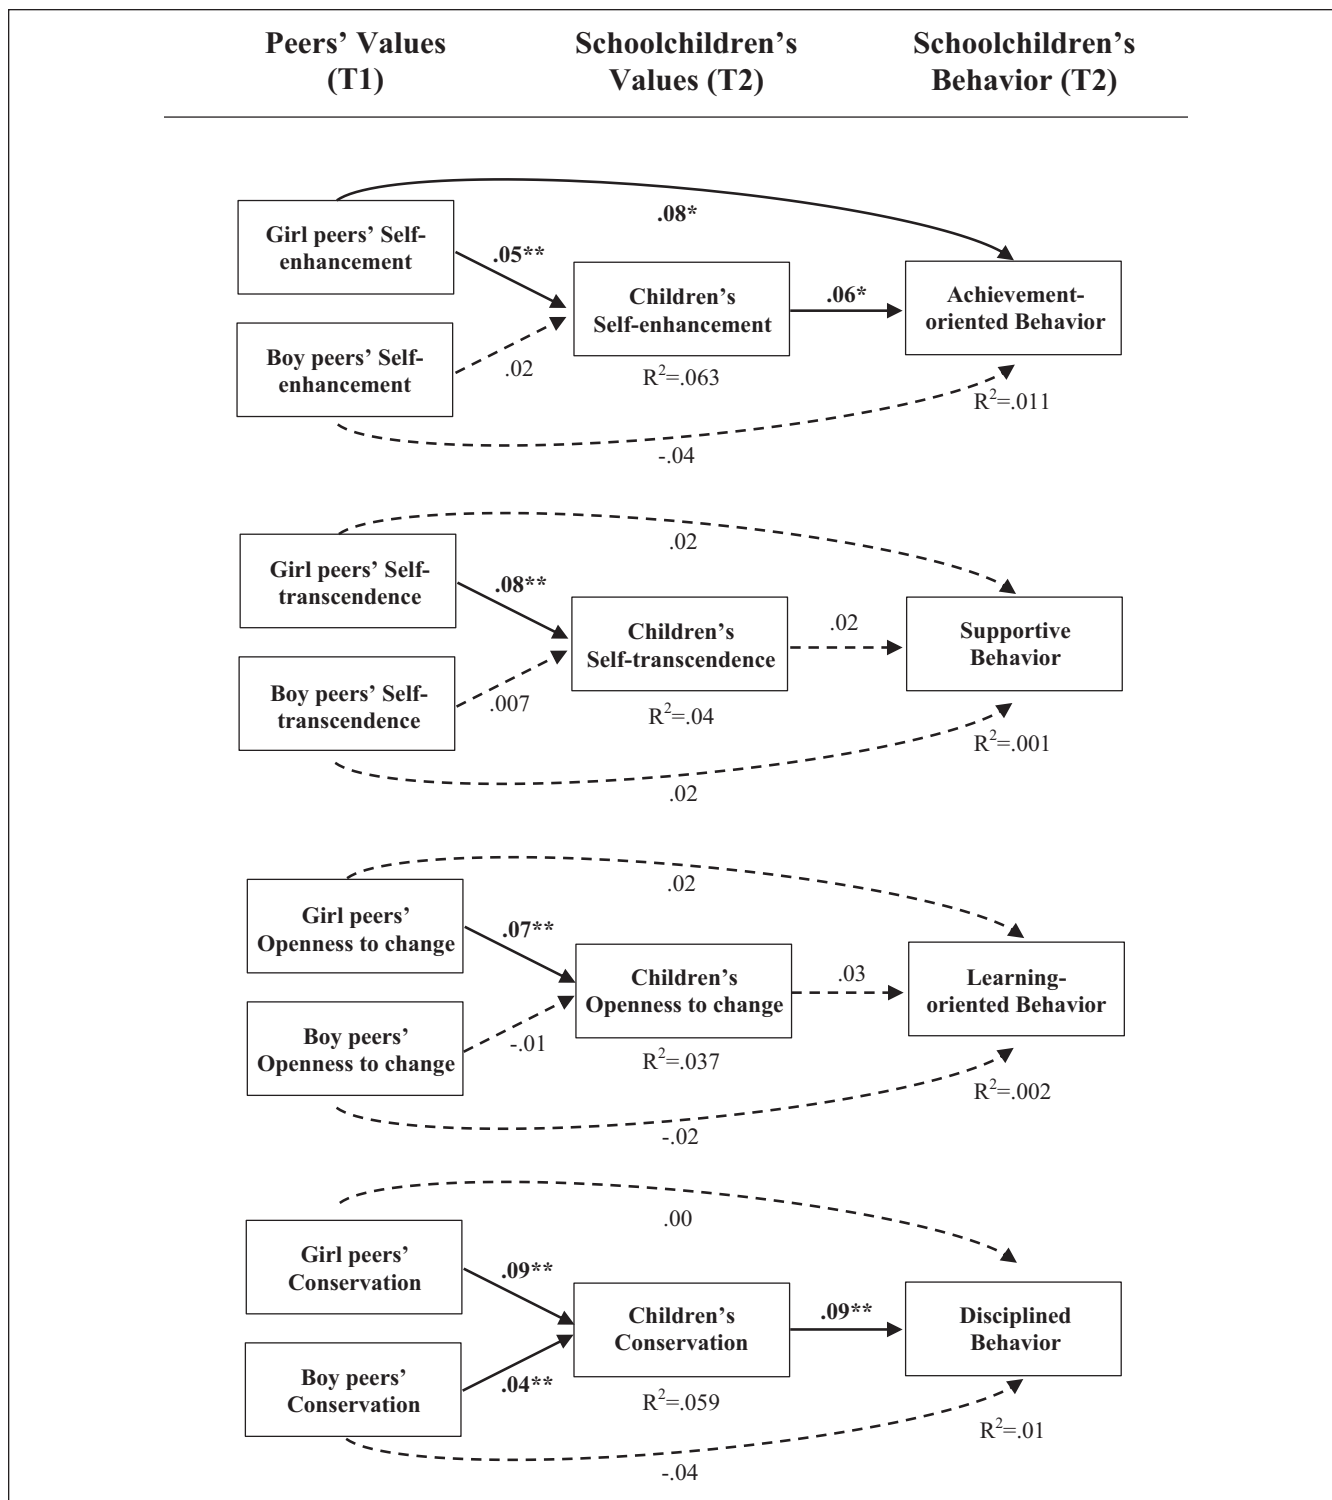 Peers' Values
(T1)
Schoolchildren's
Values (T2)
Schoolchildren's
Behavior (T2)
.08*
Girl peers' Self-
enhancement
.05**
Children's
Self-enhancement
.06*
Achievement-
oriented Behavior
Boy peers' Self-
enhancement
.02
R²=.063
R²=.011
-.04
.02
Girl peers' Self-
transcendence
.08**
Children's
Self-transcendence
.02
Supportive
Behavior
Boy peers' Self-
transcendence
.007
R²=.04
R²=.001
.02
.02
Girl peers'
Openness to change
.07**
Children's
Openness to change
.03
Learning-
oriented Behavior
Boy peers'
Openness to change
-.01
R²=.037
R²=.002
-.02
.00
Girl peers'
Conservation
.09**
Children's
Conservation
.09**
Disciplined
Behavior
Boy peers'
Conservation
.04**
R²=.059
R²=.01
-.04